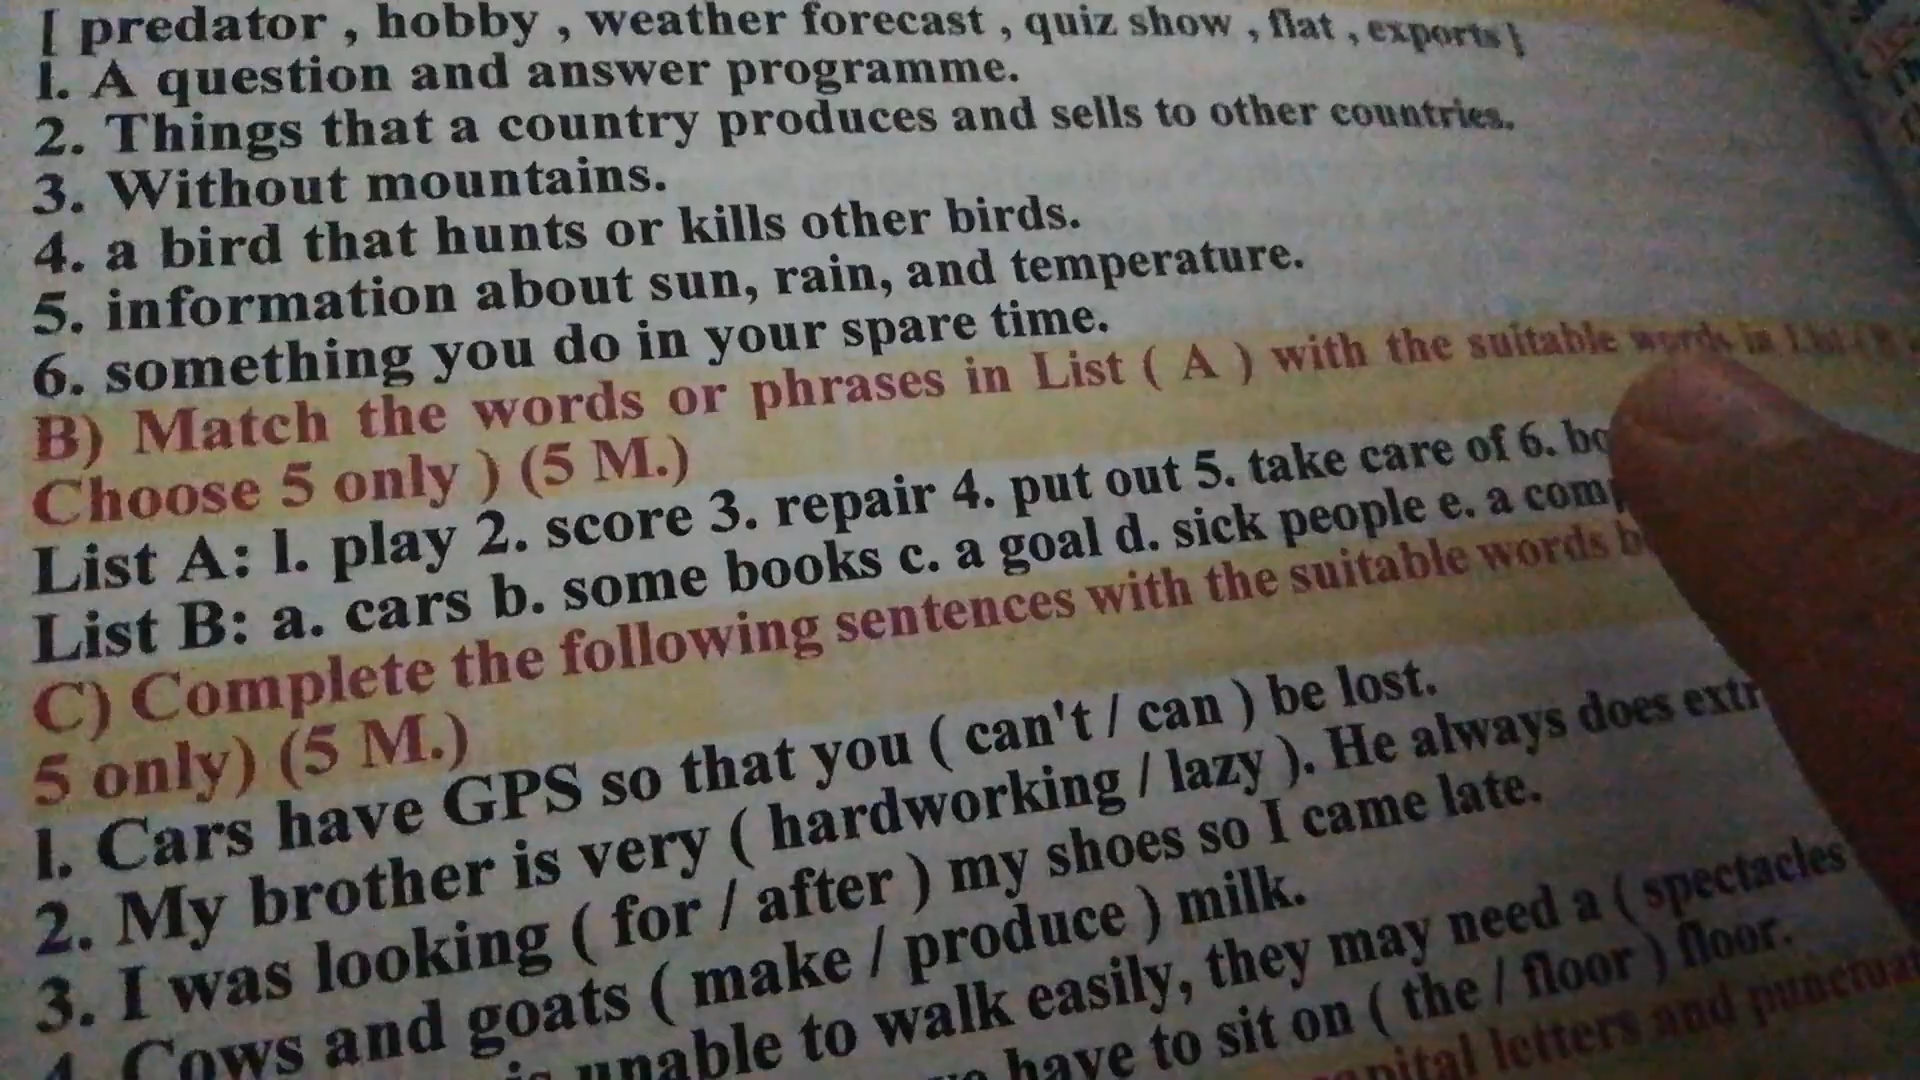 [ predator , hobby , weather forecast , quiz show , flat , exports ]
1. A question and answer programme.
2. Things that a country produces and sells to other countries.
3. Without mountains.
4. a bird that hunts or kills other birds.
5. information about sun, rain, and temperature.
6. something you do in your spare time.
B) Match the words or phrases in List ( A ) with the suitable words in List
Choose 5 only ) (5 M.)
List A: 1. play 2. score 3. repair 4. put out 5. take care of 6.
List B: a. cars b. some books c. a goal d. sick people e. a
C) Complete the following sentences with the suitable words
5 only) (5 M.)
1. Cars have GPS so that you ( can't / can ) be lost.
2. My brother is very ( hardworking / lazy ). He always does
3. I was looking ( for / after ) my shoes so I came late.
4. Cows and goats ( make / produce ) milk.
is unable to walk easily, they may need a ( spectacles
have to sit on ( the / floor ) floor.
capital letters and